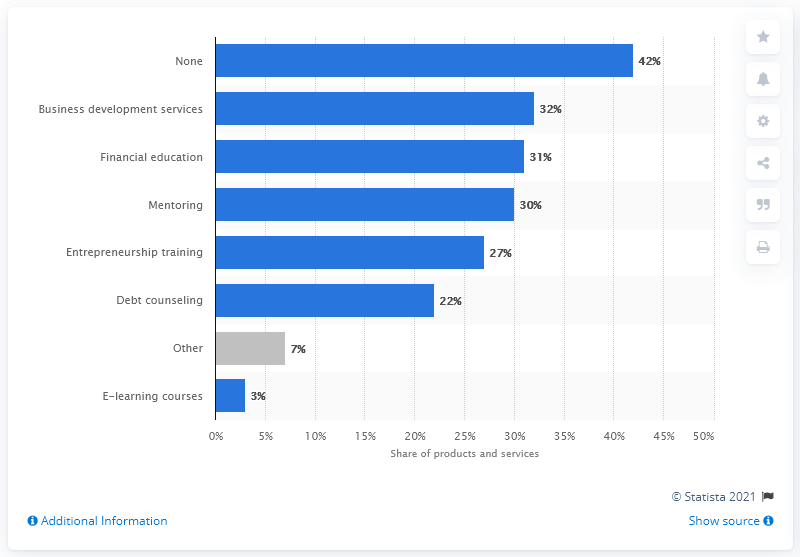 None 42%
Business development services 32%
Financial education 31%
Mentoring 30%
Entrepreneurship training 27%
Debt counseling 22%
Other 7%
E-learning courses 3%
0% 5% 10% 15% 20% 25% 30% 35% 40% 45% 50%
Share of products and services
© Statista 2021
Additional Information Show source